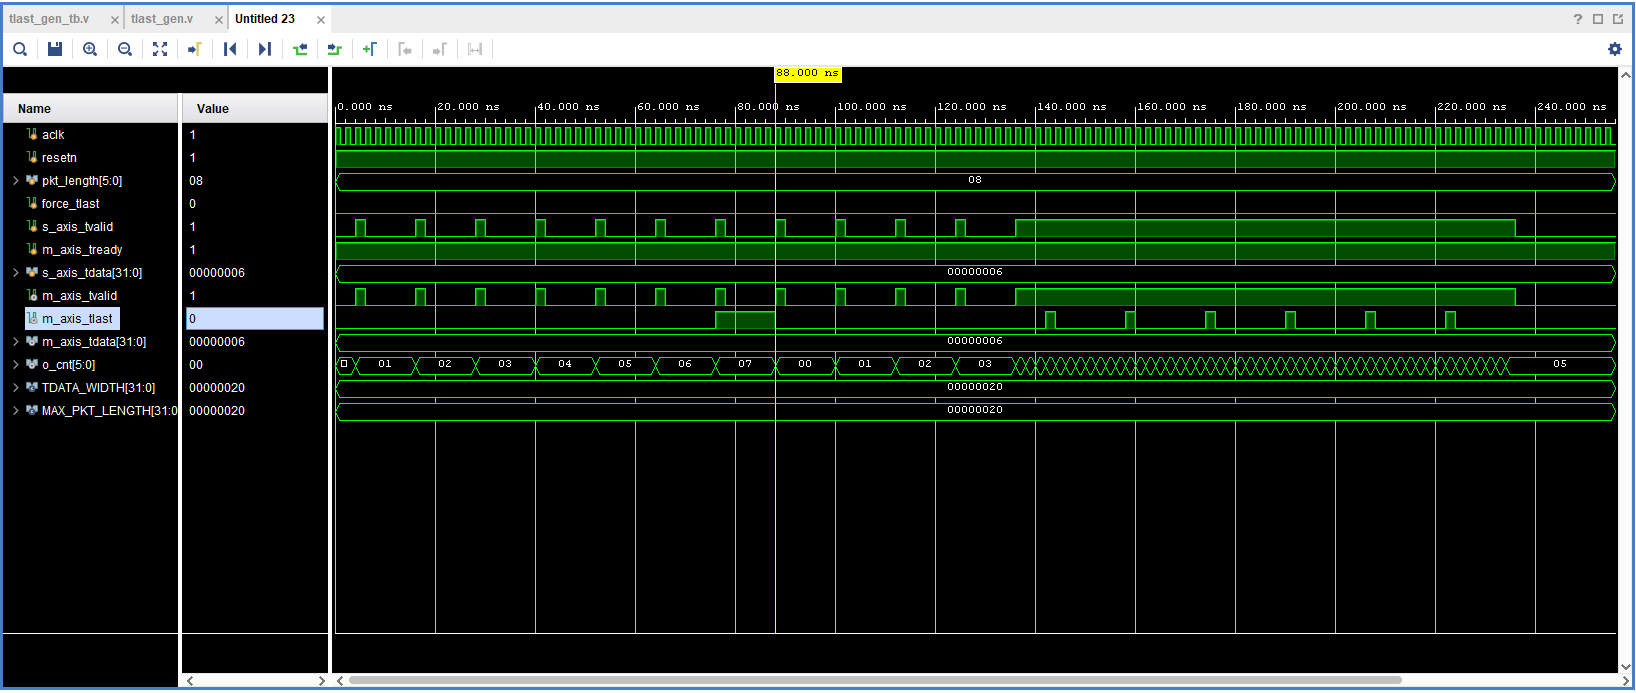 tlast_gen_tb.v × tlast_gen.v × Untitled 23 × ?
88.000 ns
Name Value
0.000 ns 20.000 ns 40.000 ns 60.000 ns 80.000 ns 100.000 ns 120.000 ns 140.000 ns 160.000 ns 180.000 ns 200.000 ns 220.000 ns 240.000 ns
aclk 1
resetn 1
pkt_length[5:0] 08 08
force_tlast 0
s_axis_tvalid 1
m_axis_tready 1
s_axis_tdata[31:0] 00000006 00000006
m_axis_tvalid 1
m_axis_tlast 0
m_axis_tdata[31:0] 00000006 00000006
o_cnt[5:0] 00 01 02 03 04 05 06 07 00 01 02 03 05
TDATA_WIDTH[31:0] 00000020 00000020
MAX_PKT_LENGTH[31:0 00000020 00000020